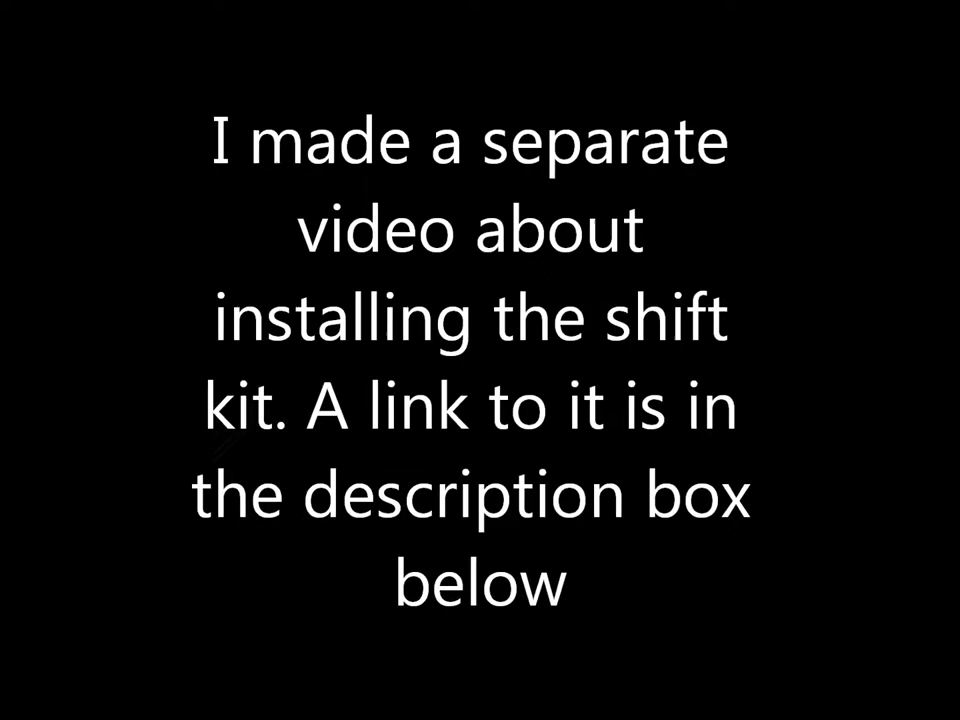 I made a separate
video about
installing the shift
kit. A link to it is in
the description box
below